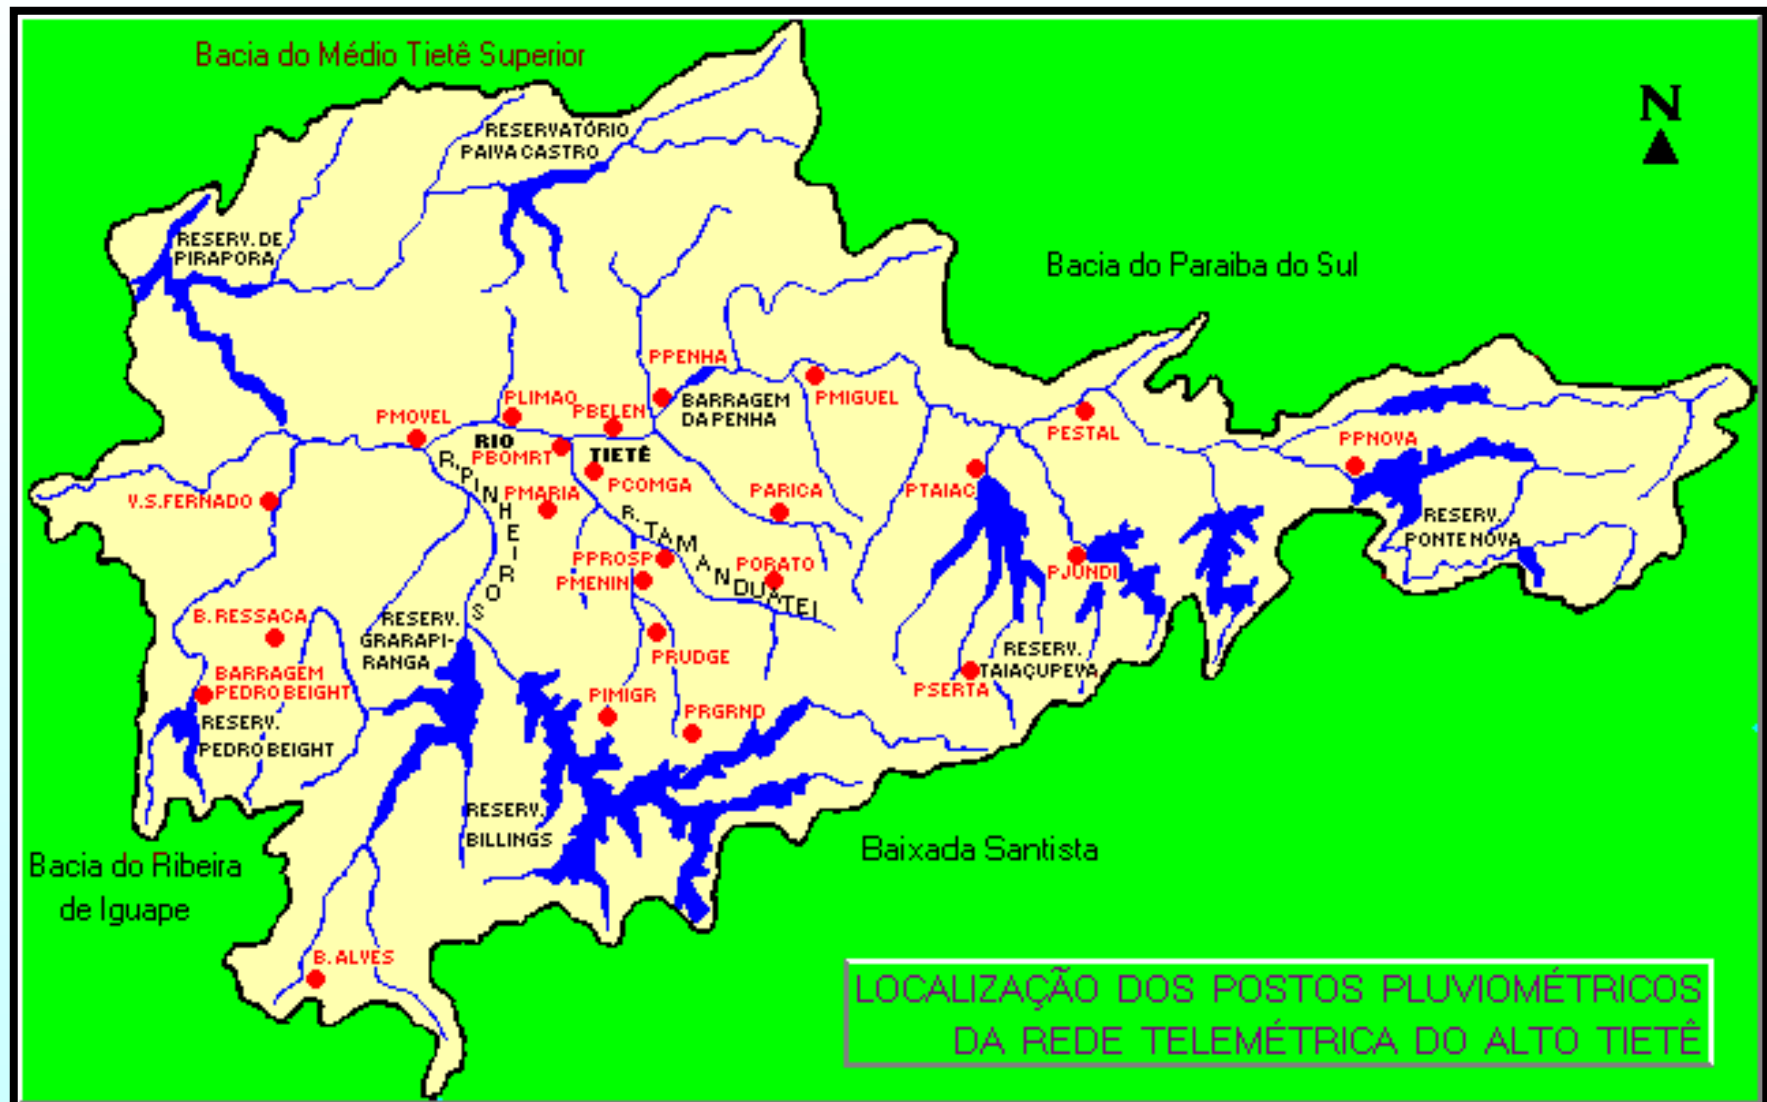 Bacia do Médio Tietê Superior
N
RESERVATÓRIO
PAIVA CASTRO
RESERV. DE
PIRAPORA
Bacia do Paraiba do Sul
PPENHA
PLIMAO
PBELEN
BARRAGEM
DA PENHA
PMIGUEL
PMOVEL
PESTAL
RIO
PBOMRT
TIETÊ
PPNOVA
R. PINHEIROS
PCOMGA
V.S.FERNADO
PMARIA
PARICA
PTAIAC
R. TAMANDUATEI
RESERV.
PONTE NOVA
PPROSP
PMENIN
PORATO
PJUNDI
B. RESSACA
RESERV.
GRARAPI-
RANGA
PRUDGE
RESERV.
TAIAÇUPEVA
BARRAGEM
PEDRO BEIGHT
PIMIGR
PSERTA
RESERV.
PEDRO BEIGHT
PRGRND
RESERV.
BILLINGS
Baixada Santista
Bacia do Ribeira
de Iguape
B. ALVES
LOCALIZAÇÃO DOS POSTOS PLUVIOMÉTRICOS
DA REDE TELEMÉTRICA DO ALTO TIETÊ